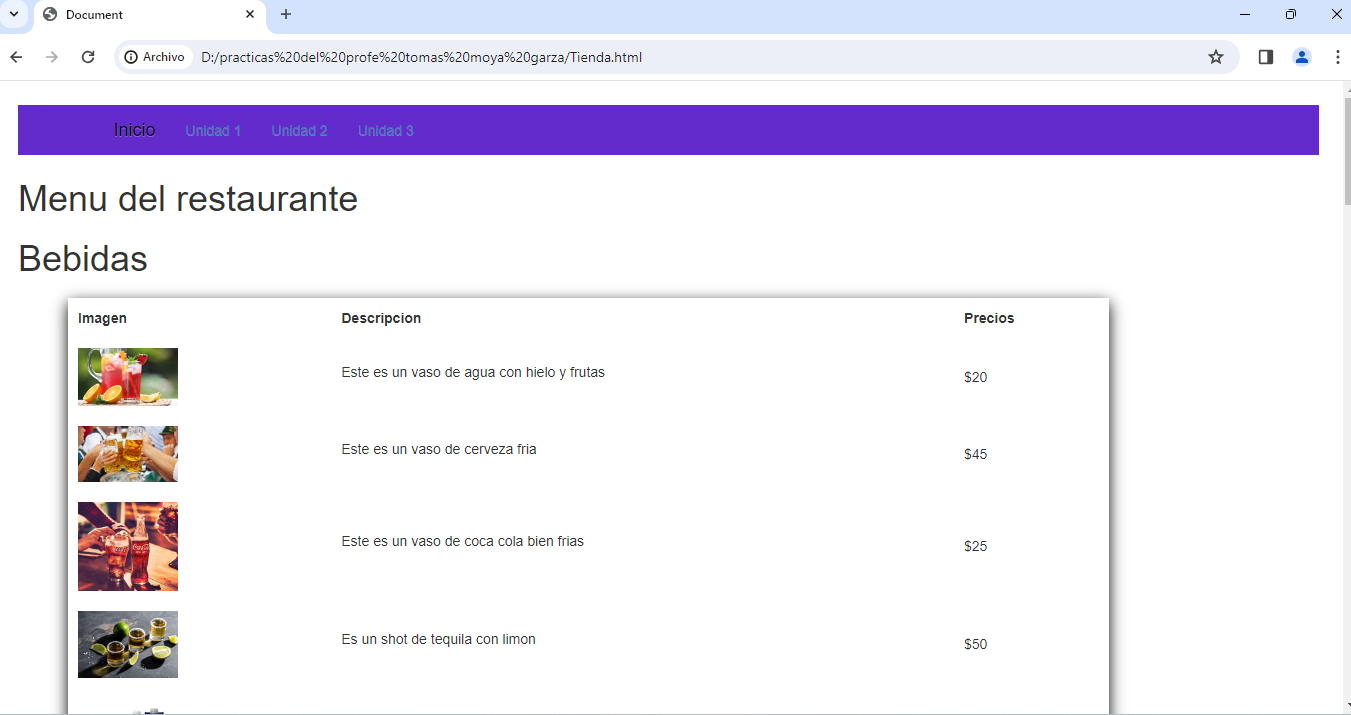 Document
Archivo D:/practicas%20del%20profe%20tomas%20moya%20garza/Tienda.html
Inicio Unidad 1 Unidad 2 Unidad 3
Menu del restaurante
Bebidas
Imagen Descripcion Precios
Este es un vaso de agua con hielo y frutas $20
Este es un vaso de cerveza fria $45
Este es un vaso de coca cola bien frias $25
Es un shot de tequila con limon $50